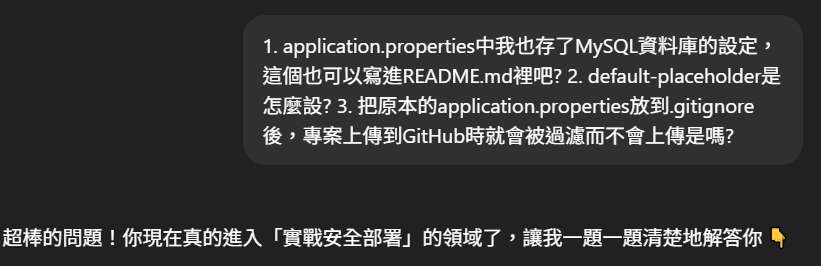 1. application.properties中我也存了MySQL資料庫的設定，
這個也可以寫進README.md裡吧? 2. default-placeholder是
怎麼設? 3. 把原本的application.properties放到.gitignore
後，專案上傳到GitHub時就會被過濾而不會上傳是嗎?
超棒的問題！你現在真的進入「實戰安全部署」的領域了，讓我一題一題清楚地解答你👇